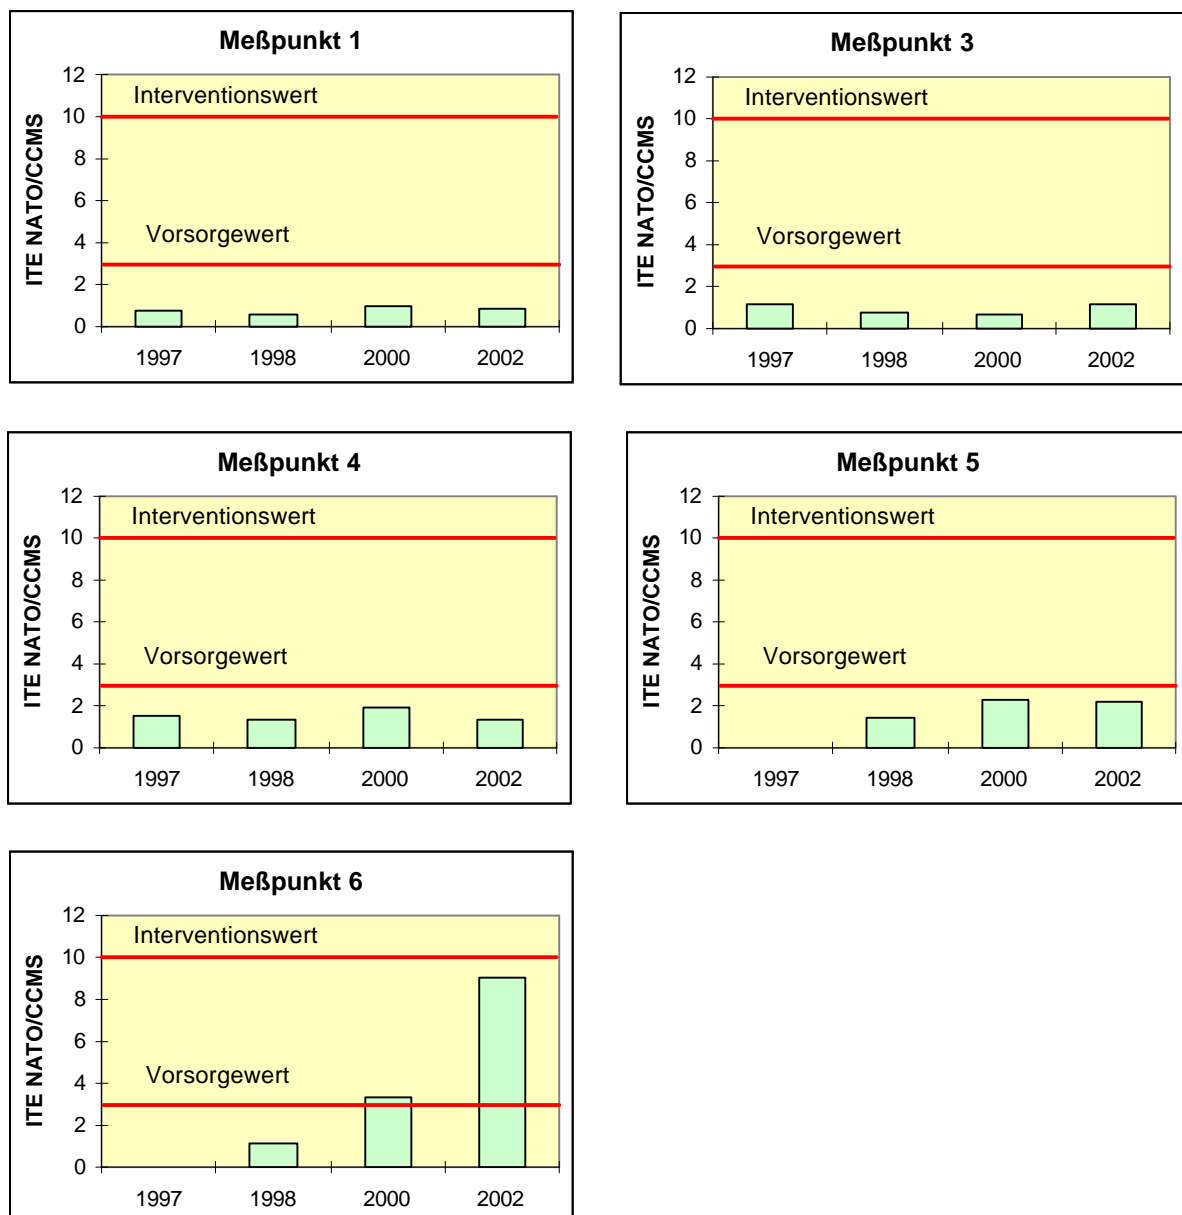 Meßpunkt 1
ITE NATO/CCMS
12
10
8
6
4
2
0
Interventionswert
Vorsorgewert
1997 1998 2000 2002
Meßpunkt 3
ITE NATO/CCMS
12
10
8
6
4
2
0
Interventionswert
Vorsorgewert
1997 1998 2000 2002
Meßpunkt 4
ITE NATO/CCMS
12
10
8
6
4
2
0
Interventionswert
Vorsorgewert
1997 1998 2000 2002
Meßpunkt 5
ITE NATO/CCMS
12
10
8
6
4
2
0
Interventionswert
Vorsorgewert
1997 1998 2000 2002
Meßpunkt 6
ITE NATO/CCMS
12
10
8
6
4
2
0
Interventionswert
Vorsorgewert
1997 1998 2000 2002